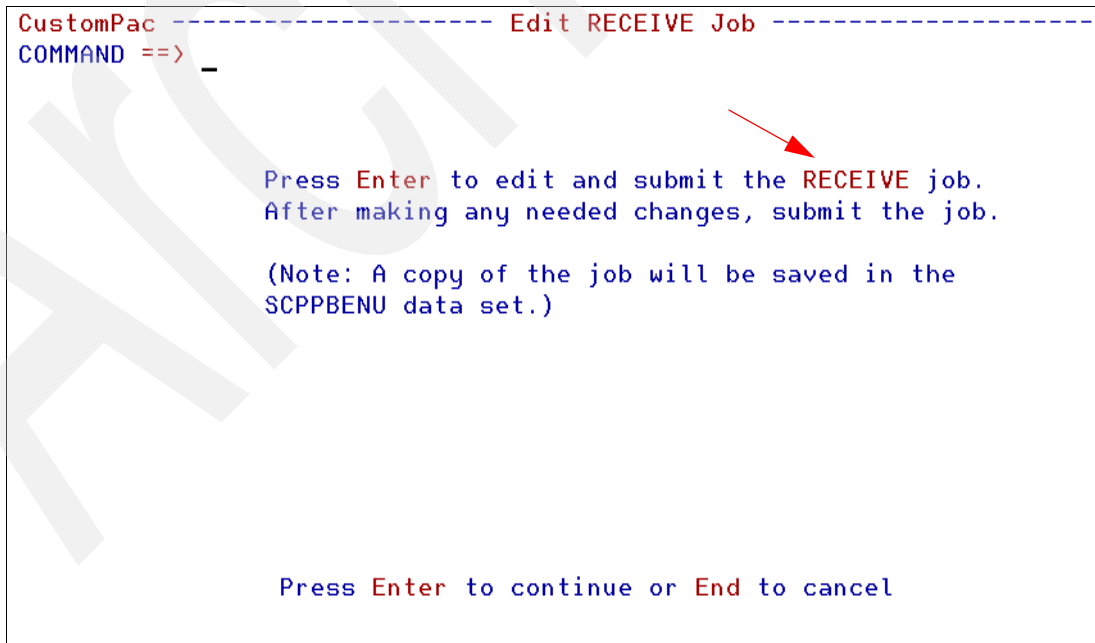 CustomPac --------------------- Edit RECEIVE Job ---------------------
COMMAND ==> _
Press Enter to edit and submit the RECEIVE job.
After making any needed changes, submit the job.
(Note: A copy of the job will be saved in the
SCPPBENU data set.)
Press Enter to continue or End to cancel